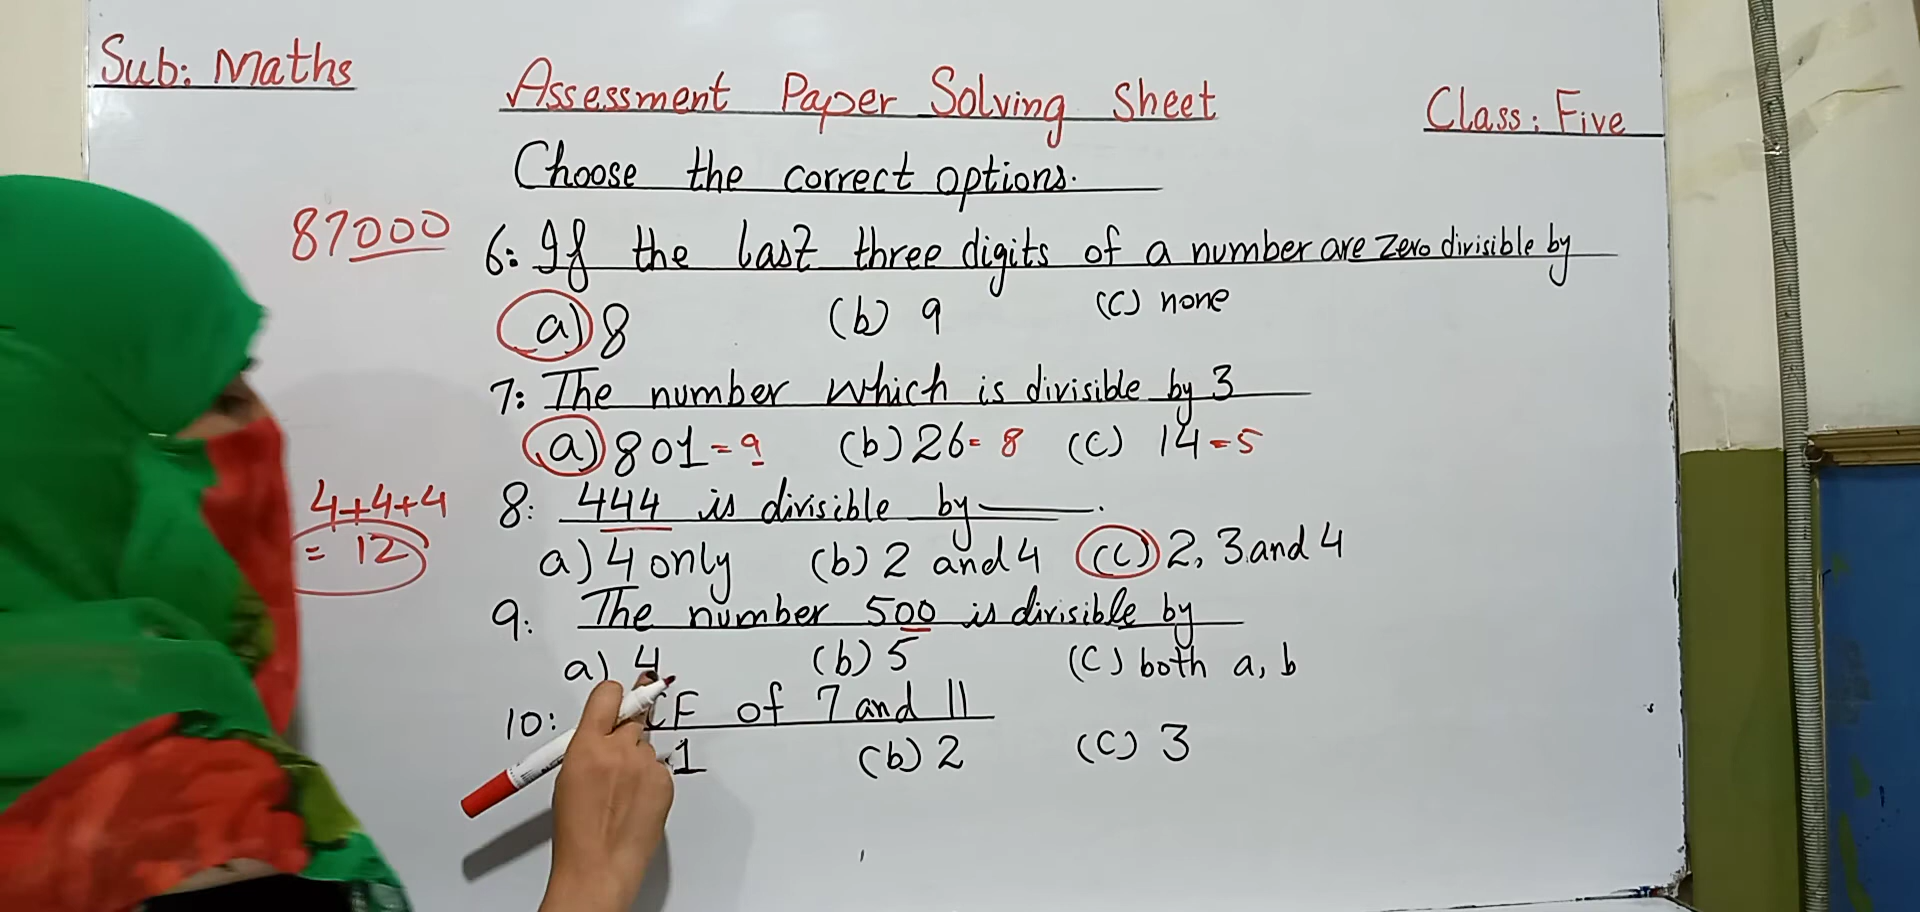 Sub: Maths
Assessment Paper Solving Sheet
Class: Five
Choose the correct options.
87000
6: If the last three digits of a number are zero divisible by
a) 8 (b) 9 (c) none
7: The number which is divisible by 3
a) 801 = 9 (b) 26 = 8 (c) 14 = 5
4+4+4
= 12
8: 444 is divisible by ______.
a) 4 only (b) 2 and 4 (c) 2, 3 and 4
9: The number 500 is divisible by
a) 4 (b) 5 (c) both a, b
10: CF of 7 and 11
1 (b) 2 (c) 3